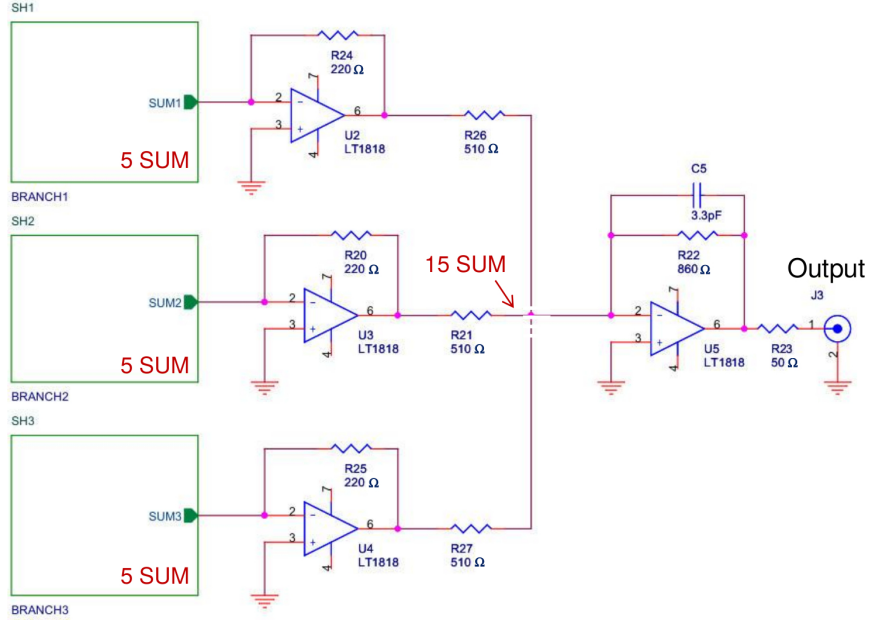 SH1
SUM1
5 SUM
BRANCH1
R24
220 Ω
7
2
-
3
+
6
4
U2
LT1818
R26
510 Ω
SH2
SUM2
5 SUM
BRANCH2
R20
220 Ω
7
2
-
3
+
6
4
U3
LT1818
R21
510 Ω
15 SUM
SH3
SUM3
5 SUM
BRANCH3
R25
220 Ω
7
2
-
3
+
6
4
U4
LT1818
R27
510 Ω
C5
3.3pF
R22
860 Ω
7
2
-
3
+
6
4
U5
LT1818
R23
50 Ω
Output
J3
1
2